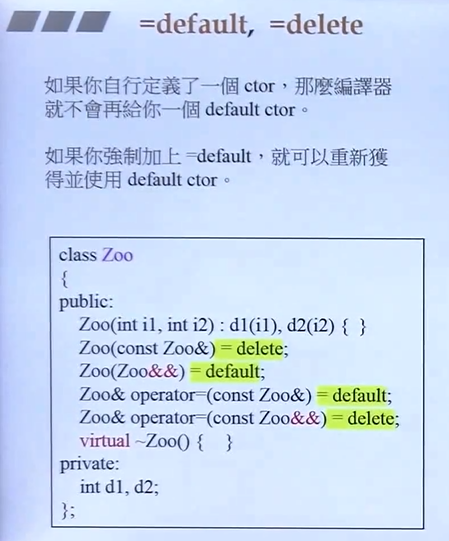 =default, =delete
如果你自行定義了一個 ctor，那麼編譯器
就不會再給你一個 default ctor。
如果你強制加上 =default，就可以重新獲
得並使用 default ctor。
class Zoo
{
public:
Zoo(int i1, int i2) : d1(i1), d2(i2) { }
Zoo(const Zoo&) = delete;
Zoo(Zoo&&) = default;
Zoo& operator=(const Zoo&) = default;
Zoo& operator=(const Zoo&&) = delete;
virtual ~Zoo() { }
private:
int d1, d2;
};